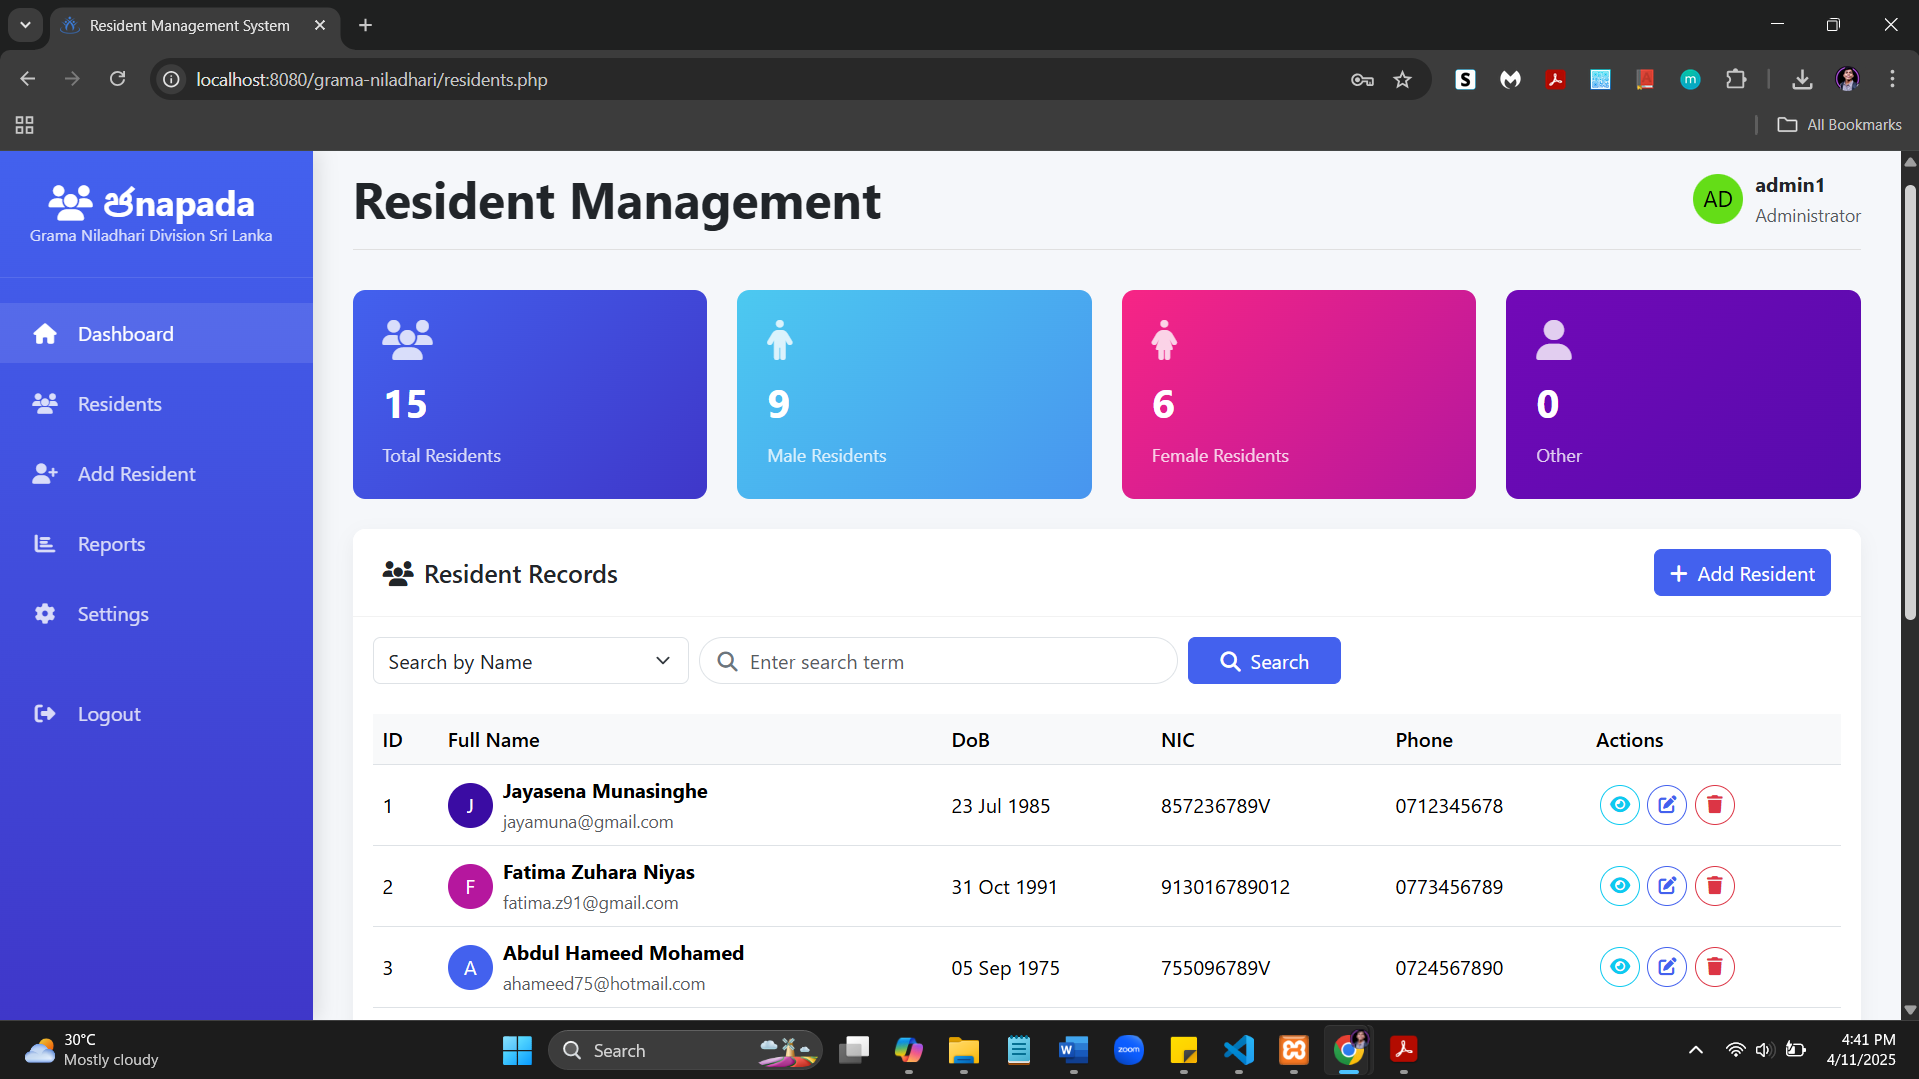 Resident Management System
localhost:8080/grama-niladhari/residents.php
All Bookmarks
ජnapada
Grama Niladhari Division Sri Lanka
Dashboard
Residents
Add Resident
Reports
Settings
Logout
Resident Management
AD
admin1
Administrator
15
Total Residents
9
Male Residents
6
Female Residents
0
Other
Resident Records
+ Add Resident
Search by Name
Enter search term
Search
ID Full Name DoB NIC Phone Actions
1 J Jayasena Munasinghe 23 Jul 1985 857236789V 0712345678
jayamuna@gmail.com
2 F Fatima Zuhara Niyas 31 Oct 1991 913016789012 0773456789
fatima.z91@gmail.com
3 A Abdul Hameed Mohamed 05 Sep 1975 755096789V 0724567890
ahameed75@hotmail.com
30°C
Mostly cloudy
Search
zoom
4:41 PM
4/11/2025